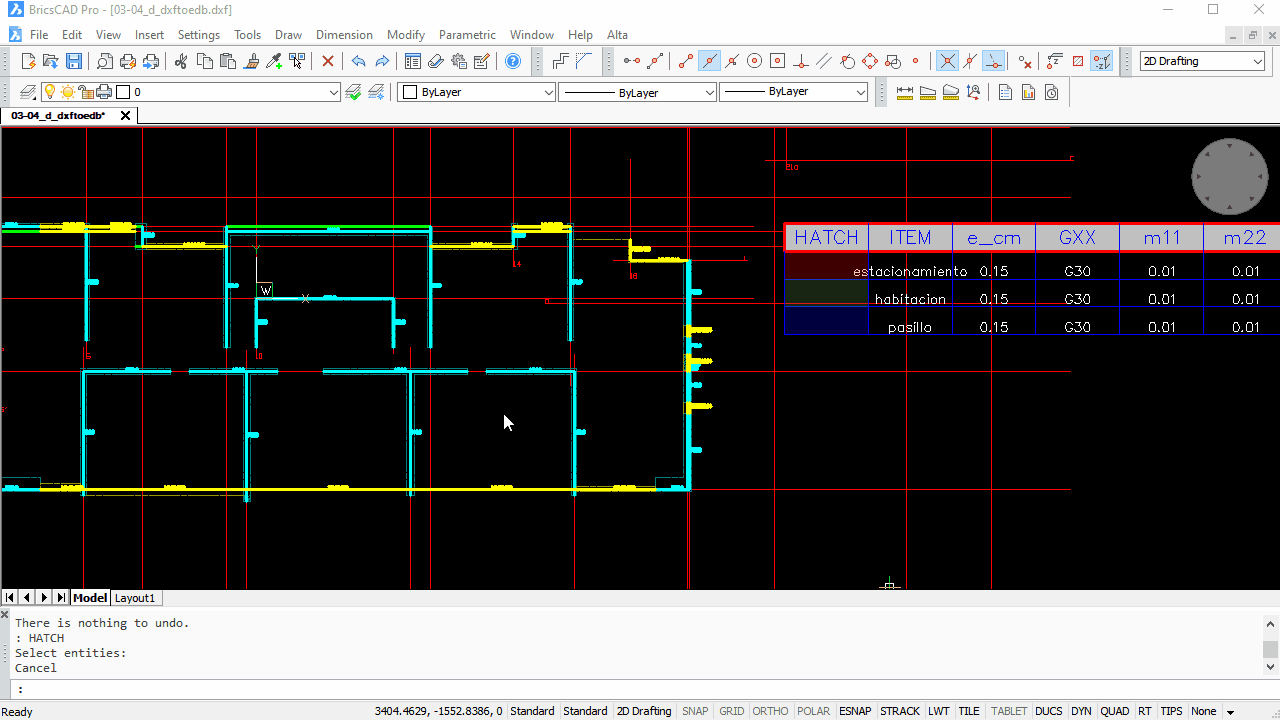 BricsCAD Pro - [03-04_d_dxftoedb.dxf]
File Edit View Insert Settings Tools Draw Dimension Modify Parametric Window Help Alta
2D Drafting
0 ByLayer ByLayer ByLayer
03-04_d_dxftoedb*
HATCH ITEM e_cm GXX m11 m22
estacionamiento 0.15 G30 0.01 0.01
habitacion 0.15 G30 0.01 0.01
pasillo 0.15 G30 0.01 0.01
W
X
Model Layout1
There is nothing to undo.
: HATCH
Select entities:
Cancel
:
Ready 3404.4629, -1552.8386, 0 Standard Standard 2D Drafting SNAP GRID ORTHO POLAR ESNAP STRACK LWT TILE TABLET DUCS DYN QUAD RT TIPS None